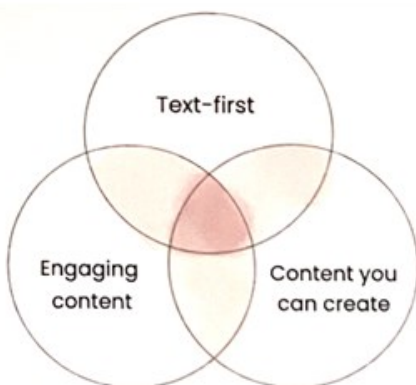 Text-first
Engaging
content
Content you
can create